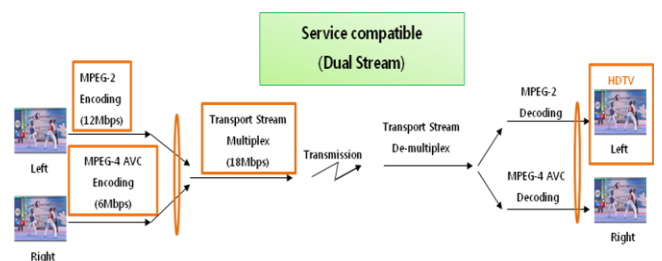 Service compatible
(Dual Stream)
MPEG-2
Encoding
(12Mbps)
Left
MPEG-4 AVC
Encoding
(6Mbps)
Right
Transport Stream
Multiplex
(18Mbps)
Transmission
Transport Stream
De-multiplex
MPEG-2
Decoding
HDTV
Left
MPEG-4 AVC
Decoding
Right